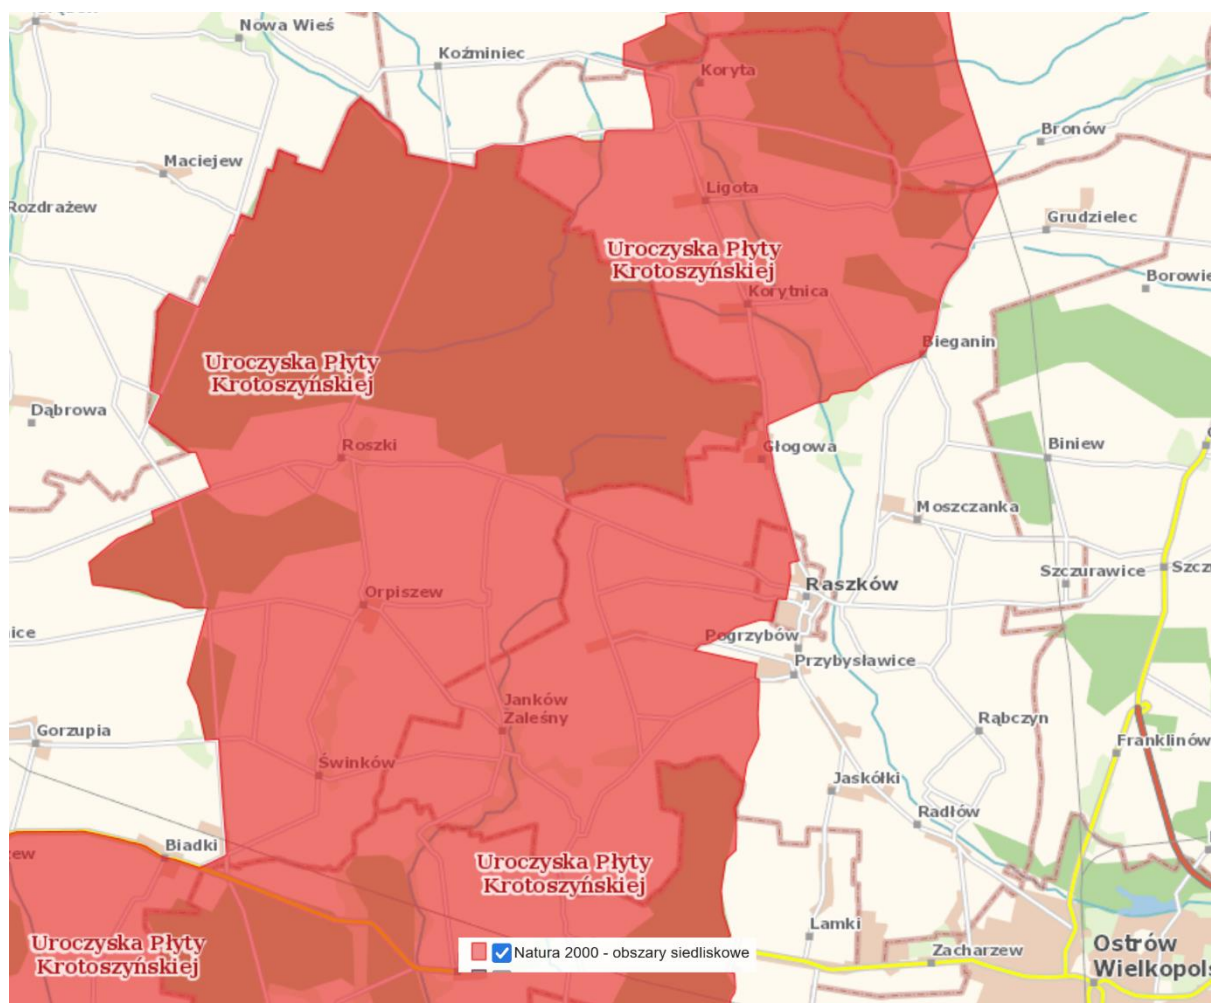 Nowa Wieś
Koźminiec
Koryta
Bronów
Maciejew
Ligota
Rozdrażew
Grudzielec
Uroczyska Płyty
Krotoszyńskiej
Borowie
Korytnica
Bieganin
Uroczyska Płyty
Krotoszyńskiej
Dąbrowa
Roszki
Głogowa
Biniew
Moszczanka
Szczurawice
Szczu
Raszków
Orpiszew
ice
Pogrzybów
Przybysławice
Janków
Zaleśny
Gorzupia
Rąbczyn
Franklinów
Świnków
Jaskółki
Radłów
Biadki
zew
Uroczyska Płyty
Krotoszyńskiej
Lamki
Uroczyska Płyty
Krotoszyńskiej
Natura 2000 - obszary siedliskowe
Zacharzew
Ostrów
Wielkopols